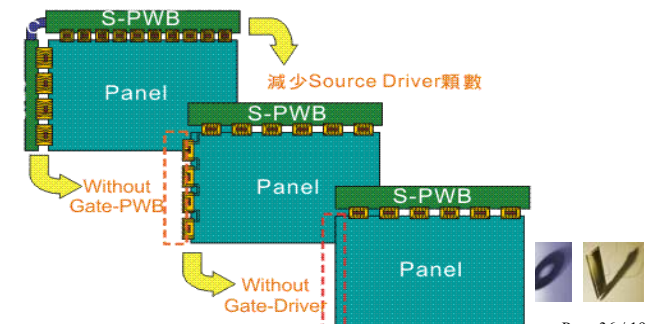 S-PWB
Panel
減少Source Driver顆數
S-PWB
Without
Gate-PWB
Panel
S-PWB
Without
Gate-Driver
Panel